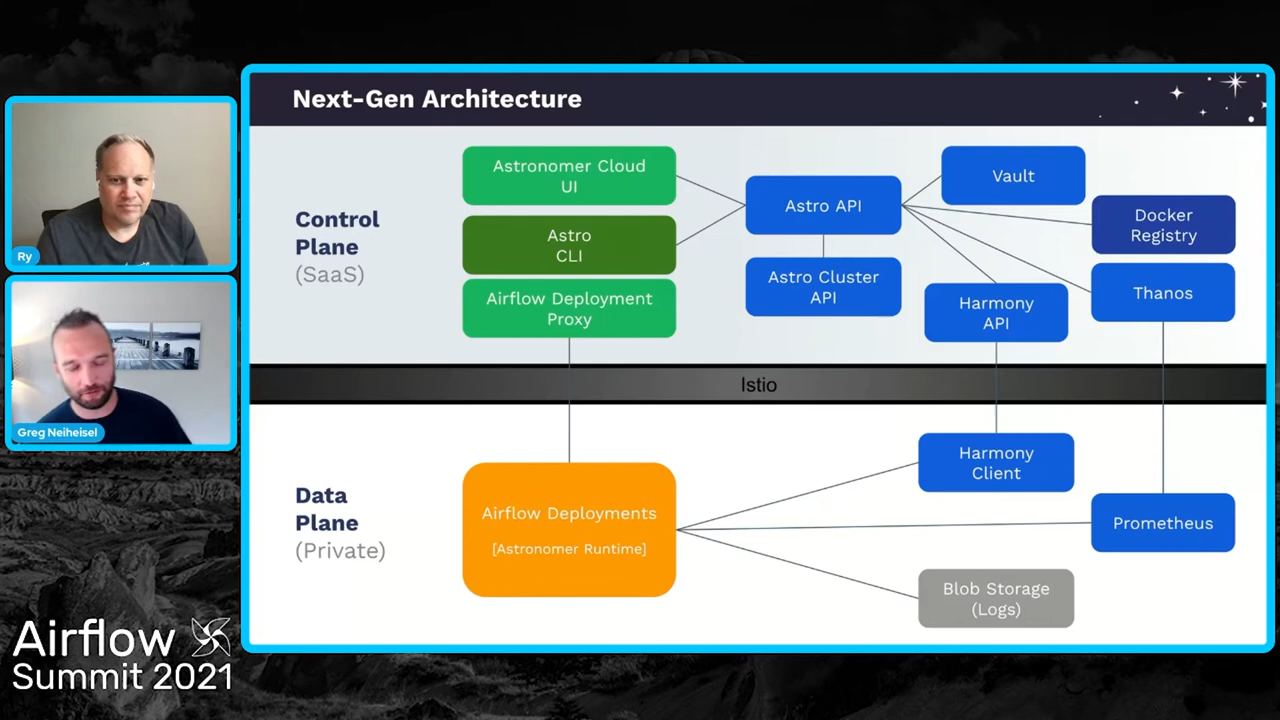 Next-Gen Architecture
Control
Plane
(SaaS)
Astronomer Cloud
UI
Astro
CLI
Airflow Deployment
Proxy
Astro API
Astro Cluster
API
Vault
Docker
Registry
Harmony
API
Thanos
Istio
Data
Plane
(Private)
Airflow Deployments
[Astronomer Runtime]
Harmony
Client
Prometheus
Blob Storage
(Logs)
Ry
Greg Neiheisel
Airflow
Summit 2021